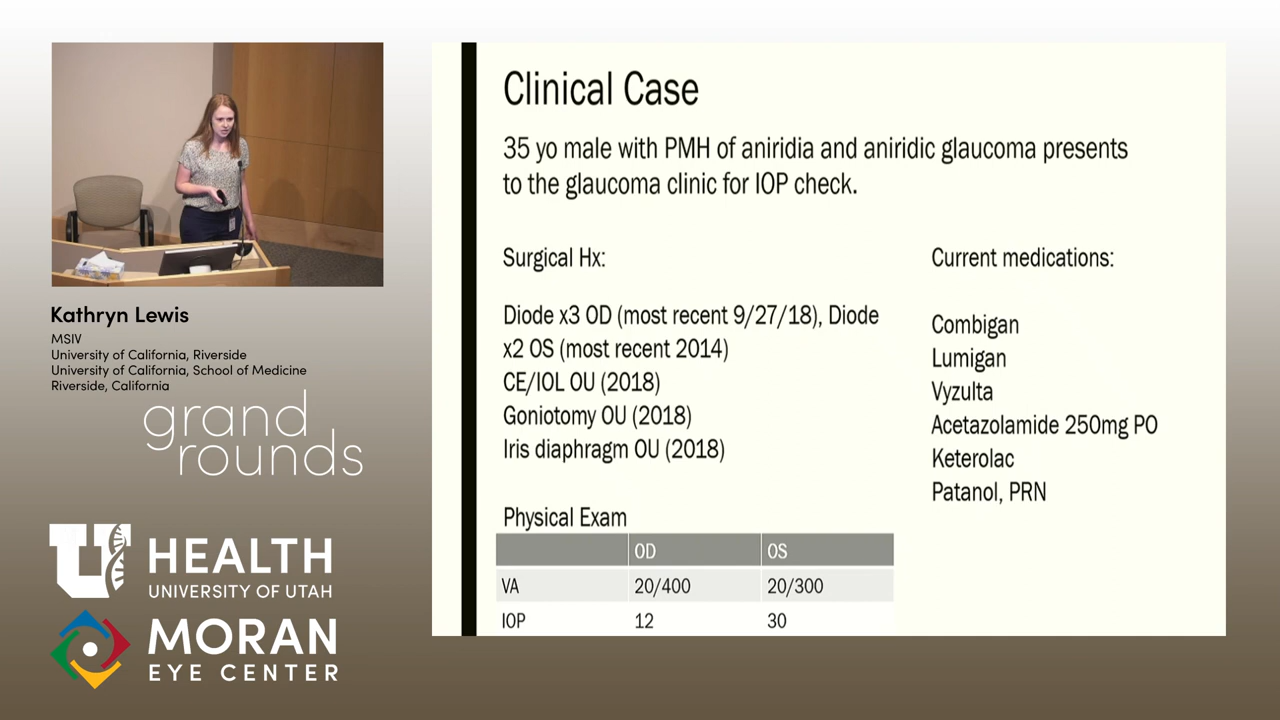 Clinical Case
35 yo male with PMH of aniridia and aniridic glaucoma presents
to the glaucoma clinic for IOP check.
Surgical Hx:
Diode x3 OD (most recent 9/27/18), Diode
x2 OS (most recent 2014)
CE/IOL OU (2018)
Goniotomy OU (2018)
Iris diaphragm OU (2018)
Current medications:
Combigan
Lumigan
Vyzulta
Acetazolamide 250mg PO
Keterolac
Patanol, PRN
Physical Exam
OD OS
VA 20/400 20/300
IOP 12 30
Kathryn Lewis
MSIV
University of California, Riverside
University of California, School of Medicine
Riverside, California
grand
rounds
U HEALTH
UNIVERSITY OF UTAH
MORAN
EYE CENTER